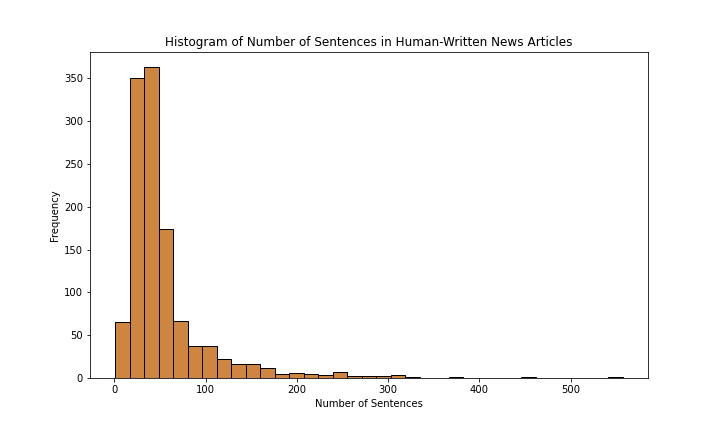 Histogram of Number of Sentences in Human-Written News Articles
350
300
250
200
150
100
50
0
Frequency
0 100 200 300 400 500
Number of Sentences